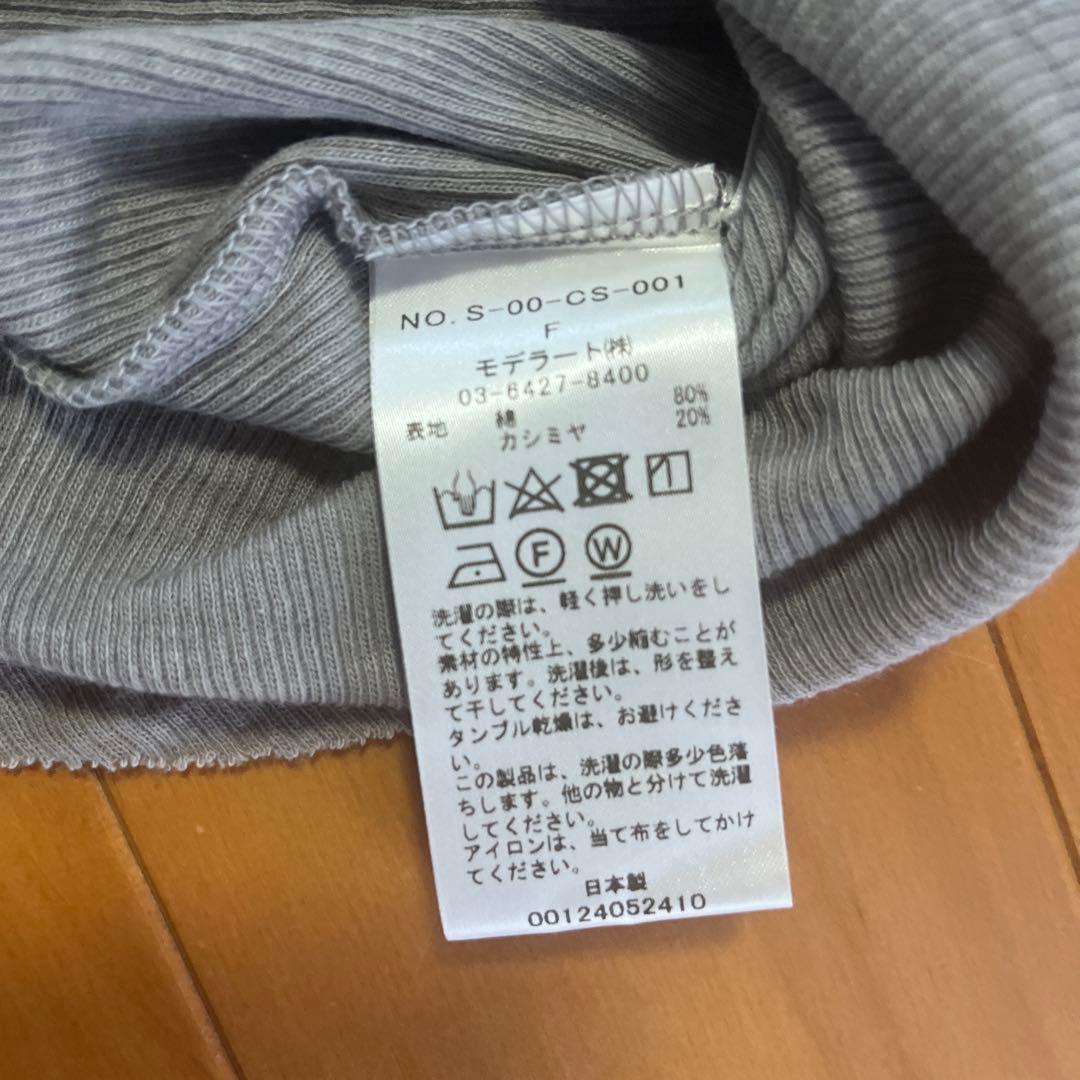 NO. S-00-CS-001
F
モデラート㈱
03-6427-8400
表地 綿 80%
カシミヤ 20%
F W
洗濯の際は、軽く押し洗いをし
てください。
素材の特性上、多少縮むことが
あります。洗濯後は、形を整え
て干してください。
タンブル乾燥は、お避けくださ
い。
この製品は、洗濯の際多少色落
ちします。他の物と分けて洗濯
してください。
アイロンは、当て布をしてかけ
てください。
日本製
00124052410